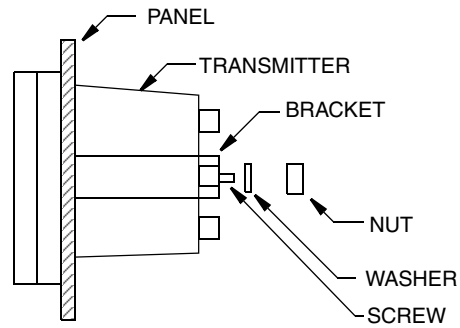 PANEL
TRANSMITTER
BRACKET
NUT
WASHER
SCREW